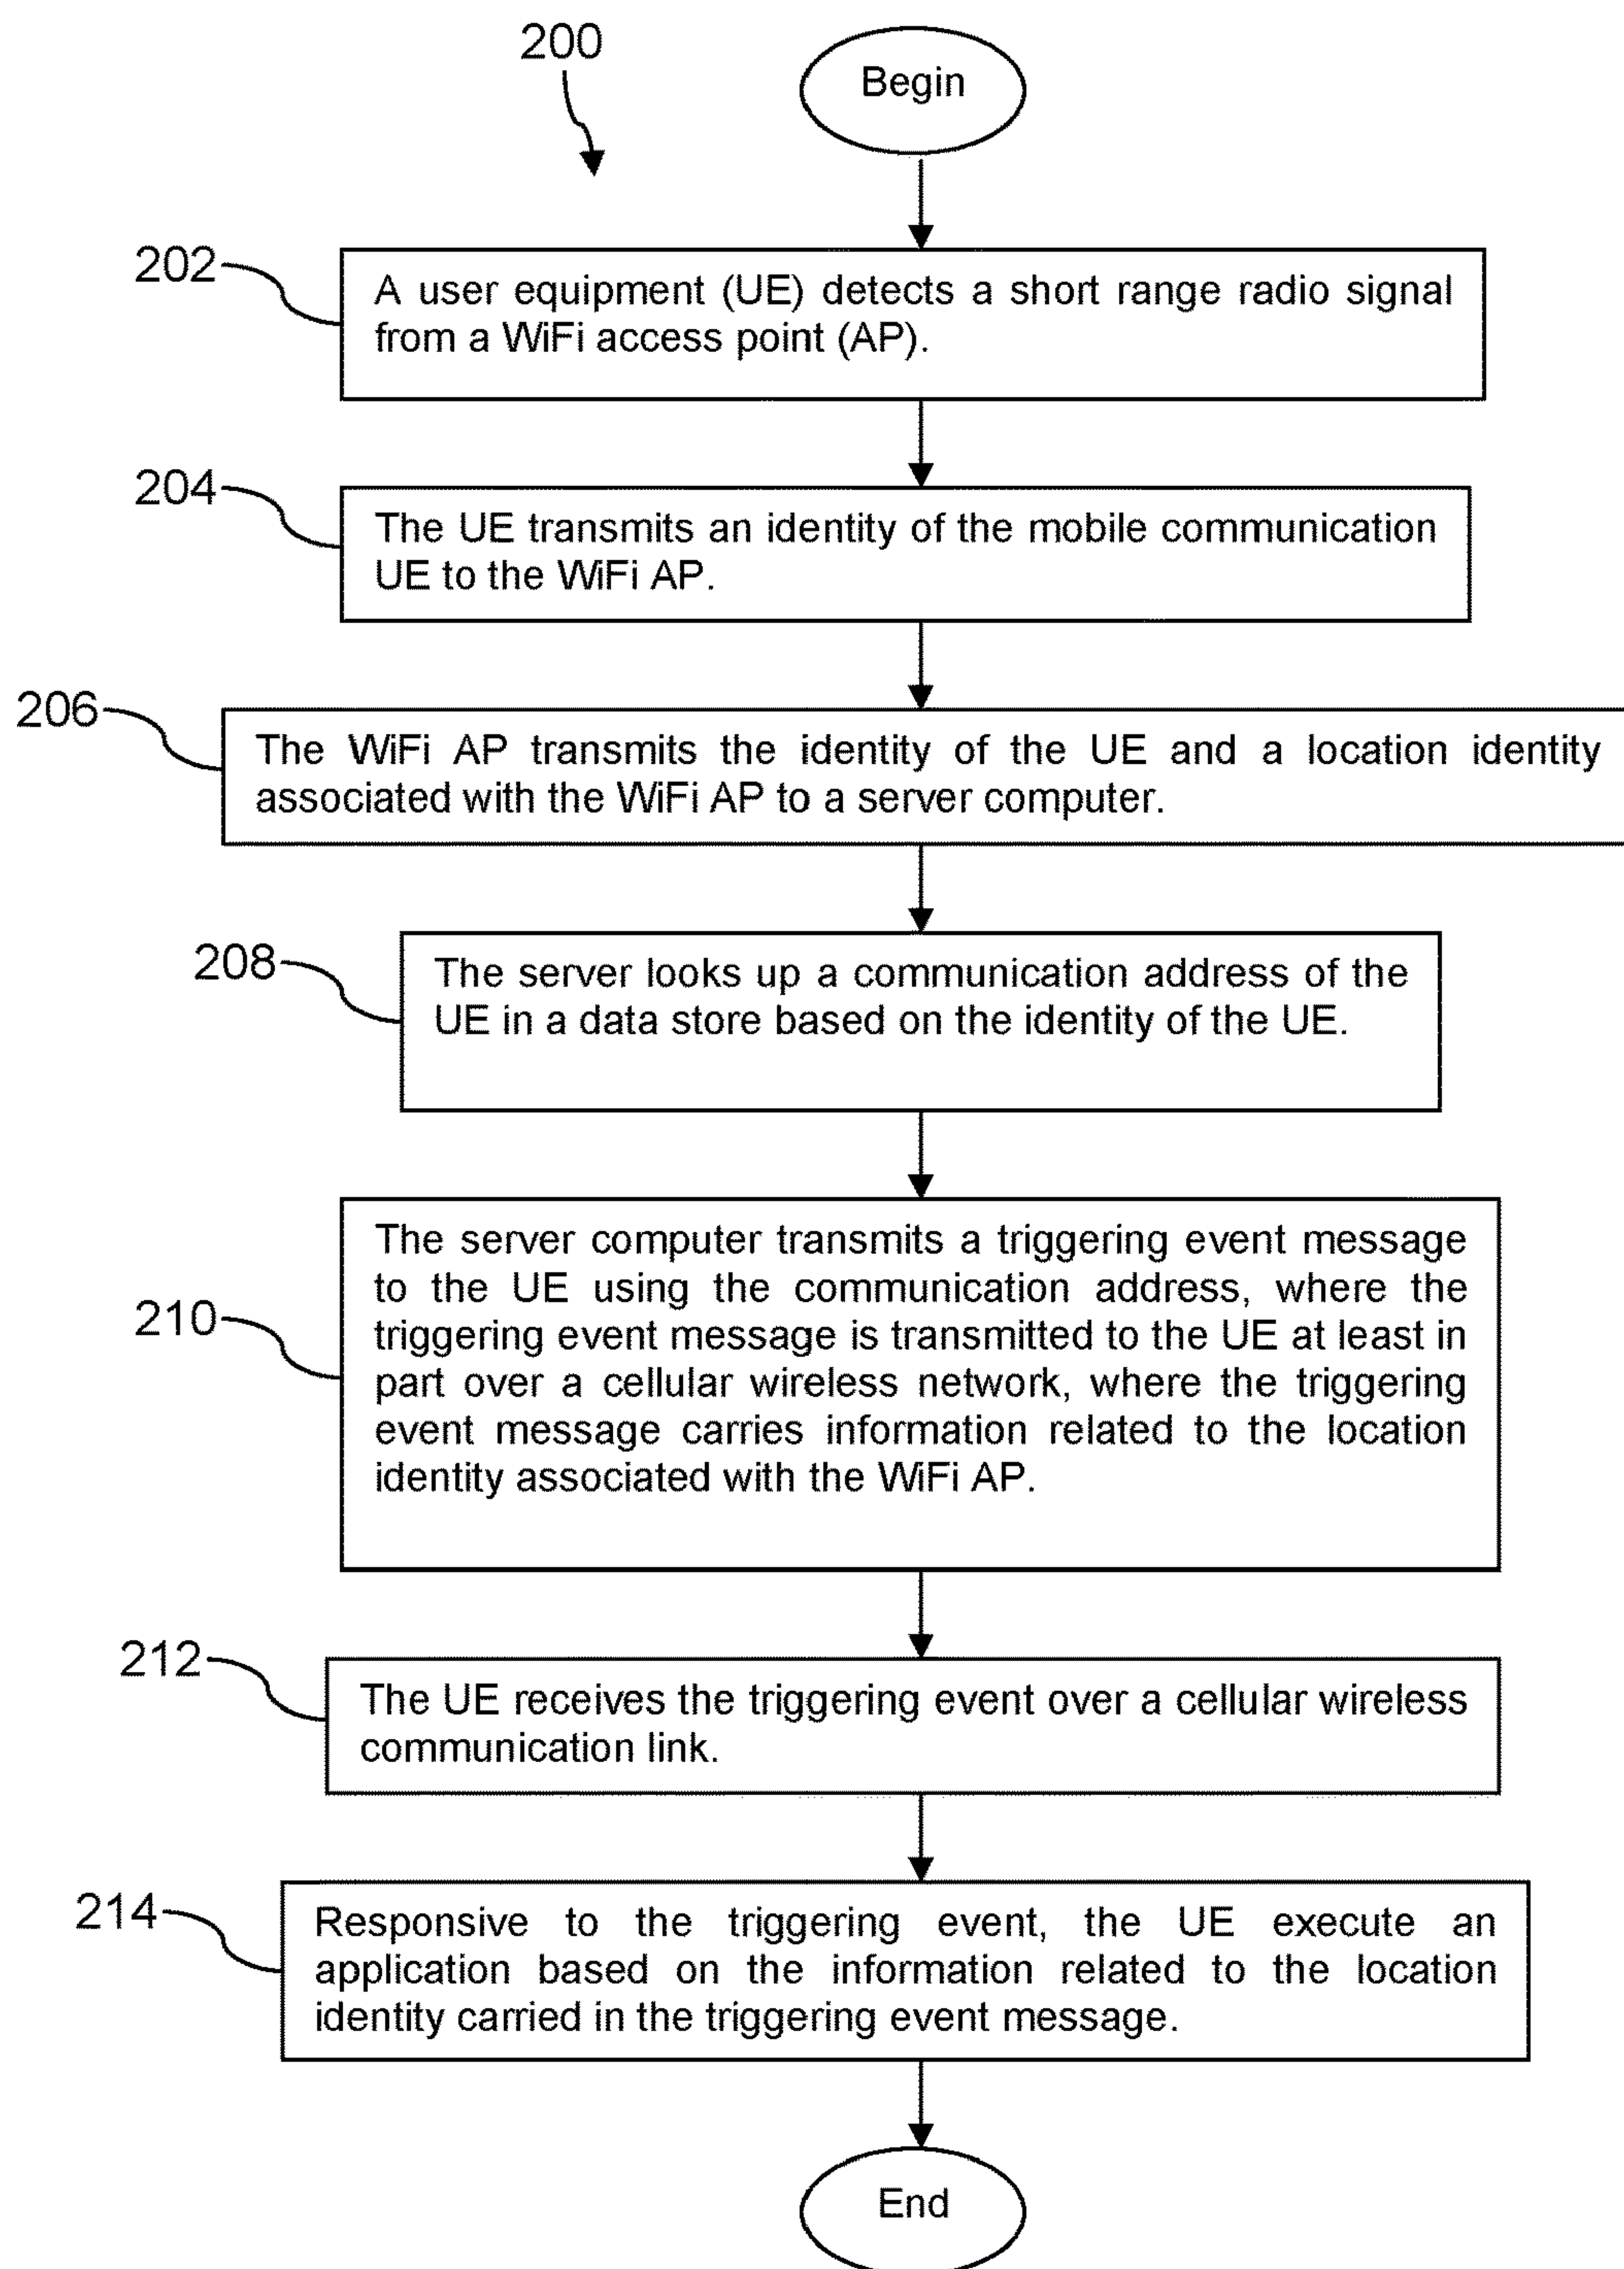 200
Begin
202
A user equipment (UE) detects a short range radio signal
from a WiFi access point (AP).
204
The UE transmits an identity of the mobile communication
UE to the WiFi AP.
206
The WiFi AP transmits the identity of the UE and a location identity
associated with the WiFi AP to a server computer.
208
The server looks up a communication address of the
UE in a data store based on the identity of the UE.
210
The server computer transmits a triggering event message
to the UE using the communication address, where the
triggering event message is transmitted to the UE at least in
part over a cellular wireless network, where the triggering
event message carries information related to the location
identity associated with the WiFi AP.
212
The UE receives the triggering event over a cellular wireless
communication link.
214
Responsive to the triggering event, the UE execute an
application based on the information related to the location
identity carried in the triggering event message.
End